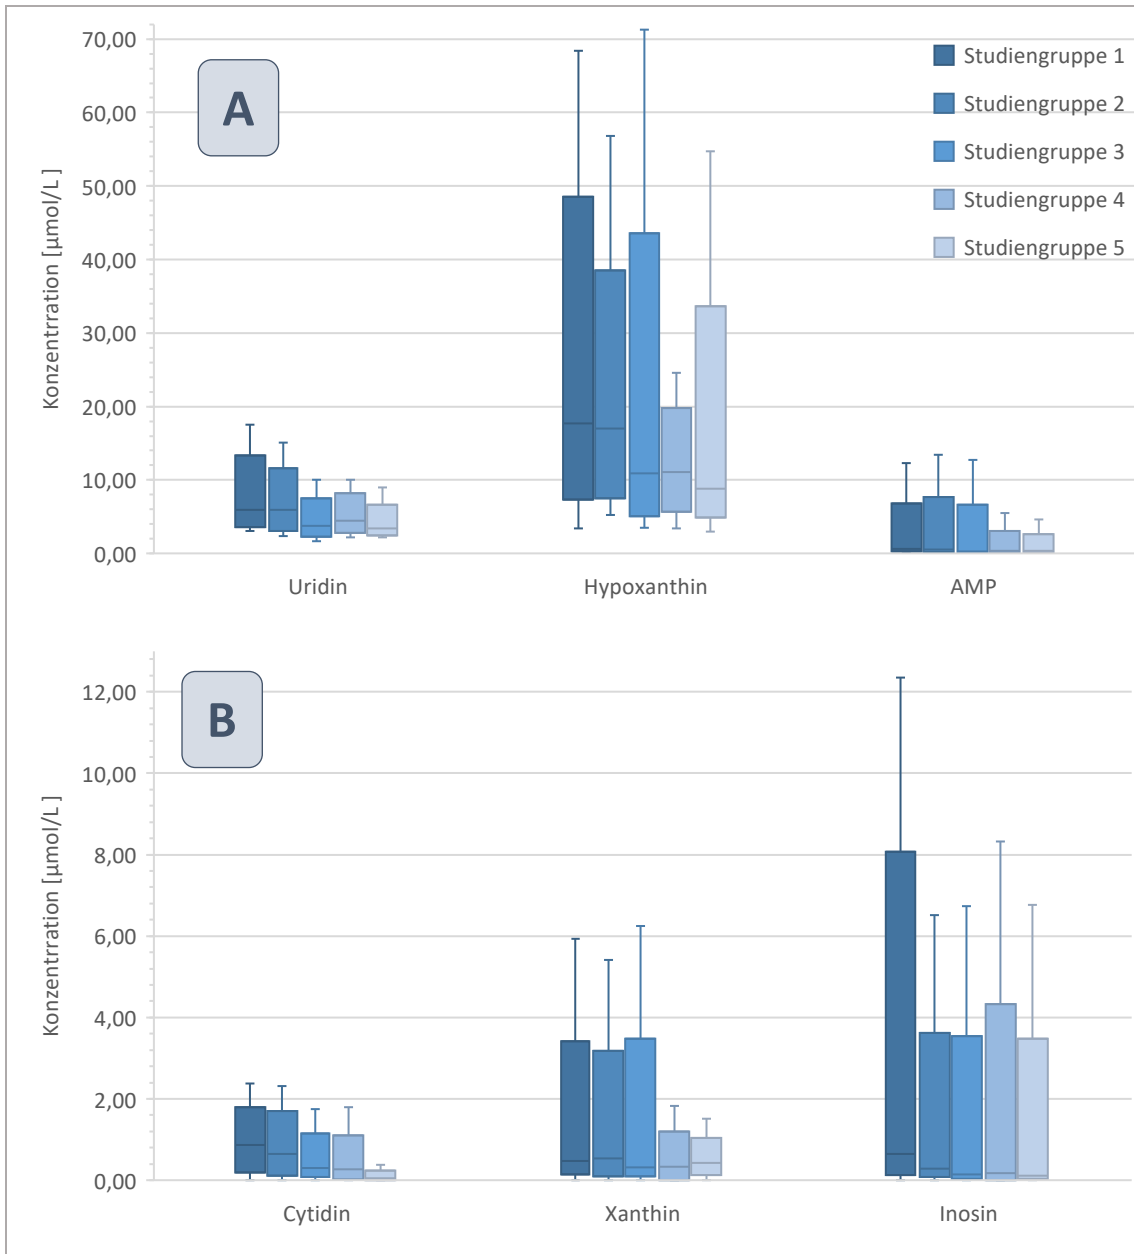 A
Konzentrration [µmol/L ]
70,00
60,00
50,00
40,00
30,00
20,00
10,00
0,00
Studiengruppe 1
Studiengruppe 2
Studiengruppe 3
Studiengruppe 4
Studiengruppe 5
Uridin Hypoxanthin AMP
B
Konzentrration [µmol/L ]
12,00
10,00
8,00
6,00
4,00
2,00
0,00
Cytidin Xanthin Inosin